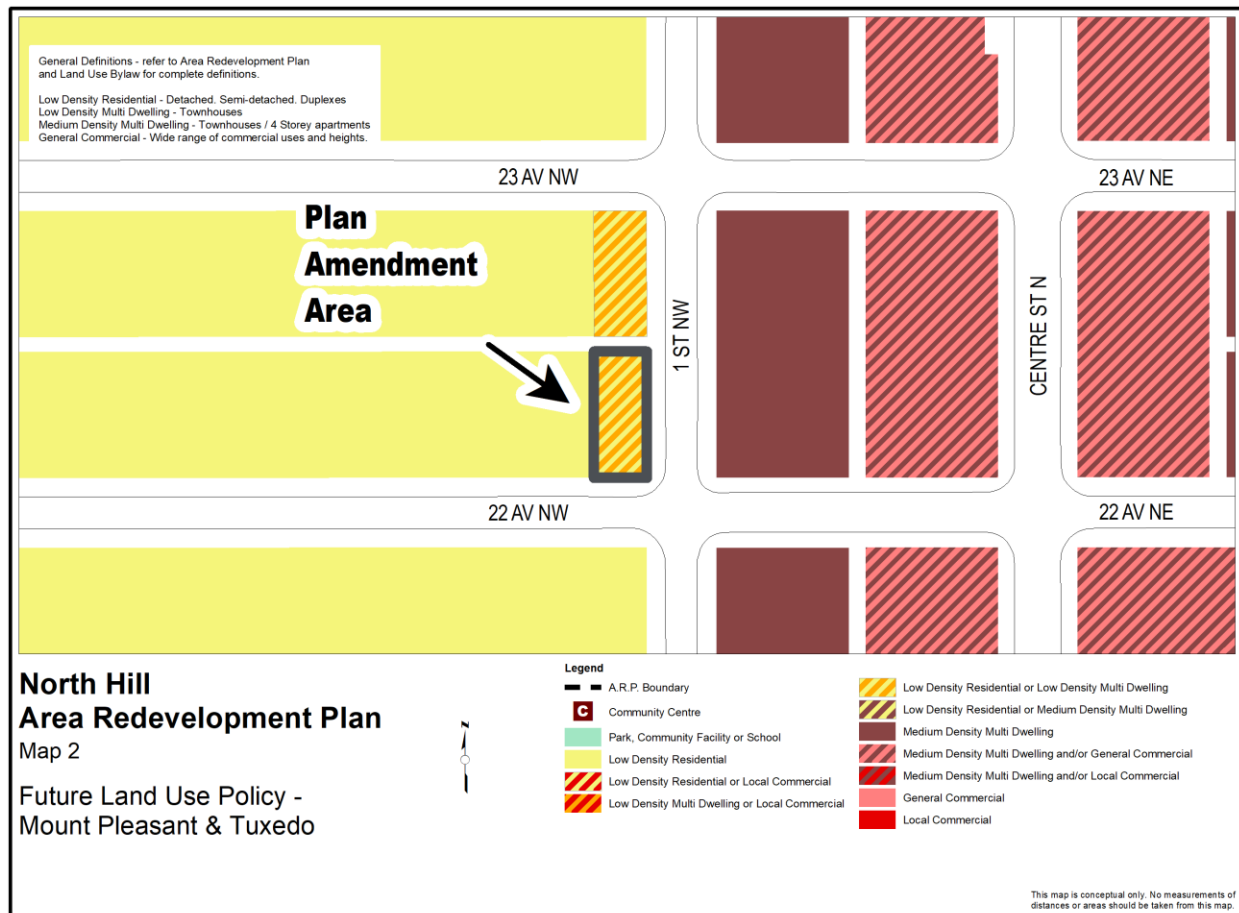 General Definitions - refer to Area Redevelopment Plan
and Land Use Bylaw for complete definitions.
Low Density Residential - Detached. Semi-detached. Duplexes
Low Density Multi Dwelling - Townhouses
Medium Density Multi Dwelling - Townhouses / 4 Storey apartments
General Commercial - Wide range of commercial uses and heights.
23 AV NW
23 AV NE
Plan
Amendment
Area
1 ST NW
CENTRE ST N
22 AV NW
22 AV NE
North Hill
Area Redevelopment Plan
Map 2
Future Land Use Policy -
Mount Pleasant & Tuxedo
N
Legend
A.R.P. Boundary
C
Community Centre
Park, Community Facility or School
Low Density Residential
Low Density Residential or Local Commercial
Low Density Multi Dwelling or Local Commercial
Low Density Residential or Low Density Multi Dwelling
Low Density Residential or Medium Density Multi Dwelling
Medium Density Multi Dwelling
Medium Density Multi Dwelling and/or General Commercial
Medium Density Multi Dwelling and/or Local Commercial
General Commercial
Local Commercial
This map is conceptual only. No measurements of
distances or areas should be taken from this map.